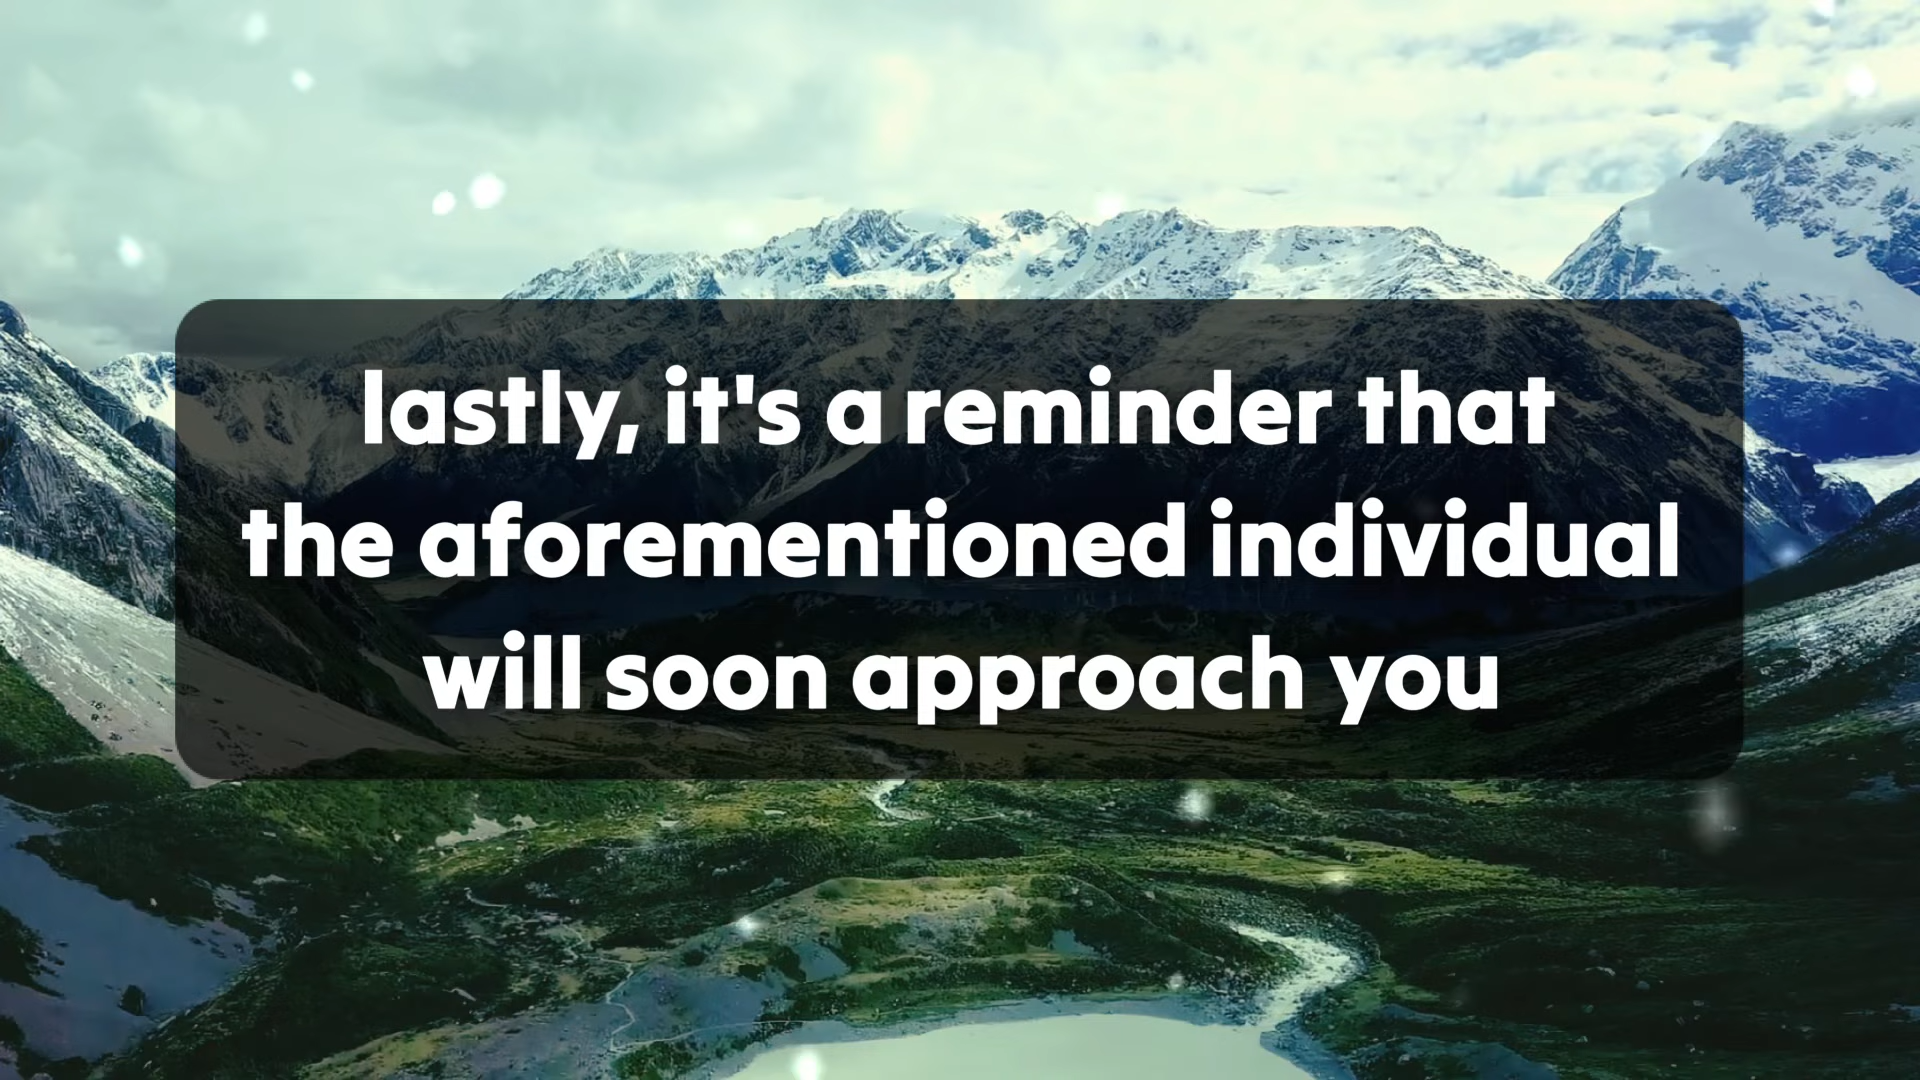 lastly, it's a reminder that
the aforementioned individual
will soon approach you